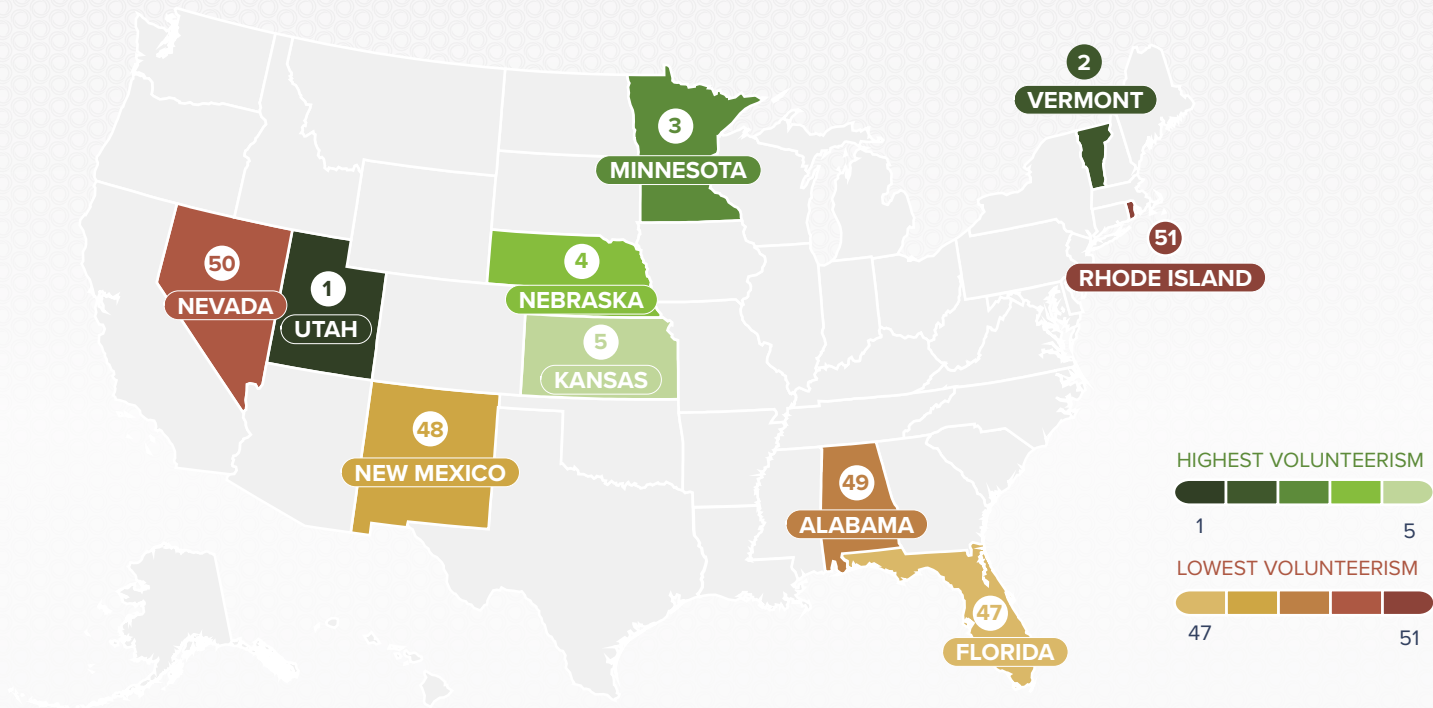 2
VERMONT
3
MINNESOTA
51
RHODE ISLAND
50
NEVADA
1
UTAH
4
NEBRASKA
5
KANSAS
48
NEW MEXICO
49
ALABAMA
47
FLORIDA
HIGHEST VOLUNTEERISM
1 5
LOWEST VOLUNTEERISM
47 51